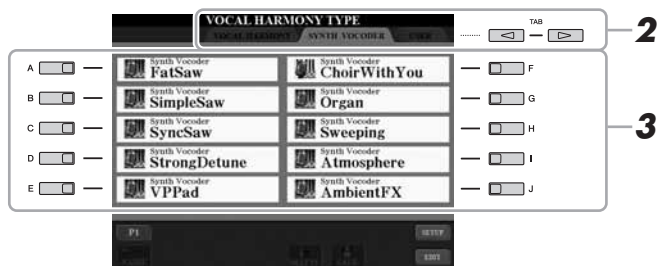 VOCAL HARMONY TYPE
VOCAL HARMONY SYNTH VOCODER USER
TAB
2
A Synth Vocoder FatSaw Synth Vocoder ChoirWithYou F
B Synth Vocoder SimpleSaw Synth Vocoder Organ G
C Synth Vocoder SyncSaw Synth Vocoder Sweeping H
3
D Synth Vocoder StrongDetune Synth Vocoder Atmosphere I
E Synth Vocoder VPPad Synth Vocoder AmbientFX J
P1 SETUP
EDIT